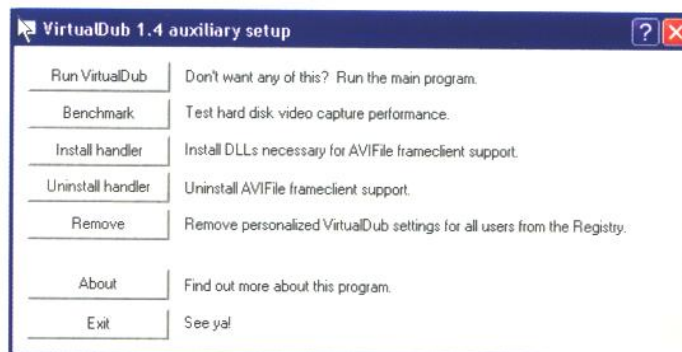 VirtualDub 1.4 auxiliary setup
Run VirtualDub Don't want any of this? Run the main program.
Benchmark Test hard disk video capture performance.
Install handler Install DLLs necessary for AVIFile frameclient support.
Uninstall handler Uninstall AVIFile frameclient support.
Remove Remove personalized VirtualDub settings for all users from the Registry.
About Find out more about this program.
Exit See ya!